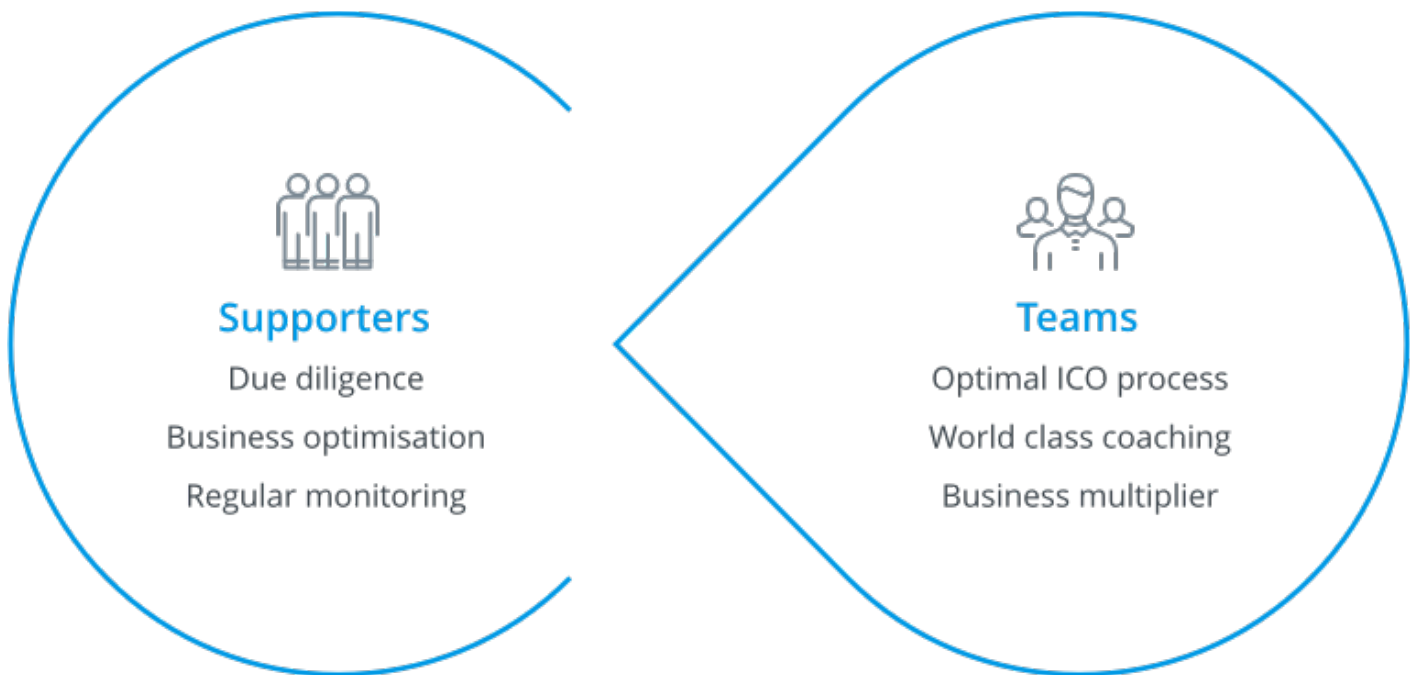 Supporters
Due diligence
Business optimisation
Regular monitoring
Teams
Optimal ICO process
World class coaching
Business multiplier